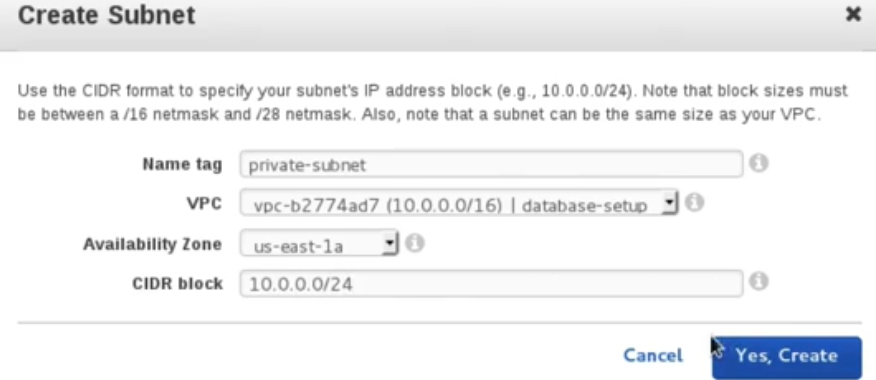 Create Subnet
Use the CIDR format to specify your subnet's IP address block (e.g., 10.0.0.0/24). Note that block sizes must
be between a /16 netmask and /28 netmask. Also, note that a subnet can be the same size as your VPC.
Name tag private-subnet
VPC vpc-b2774ad7 (10.0.0.0/16) | database-setup
Availability Zone us-east-1a
CIDR block 10.0.0.0/24
Cancel Yes, Create